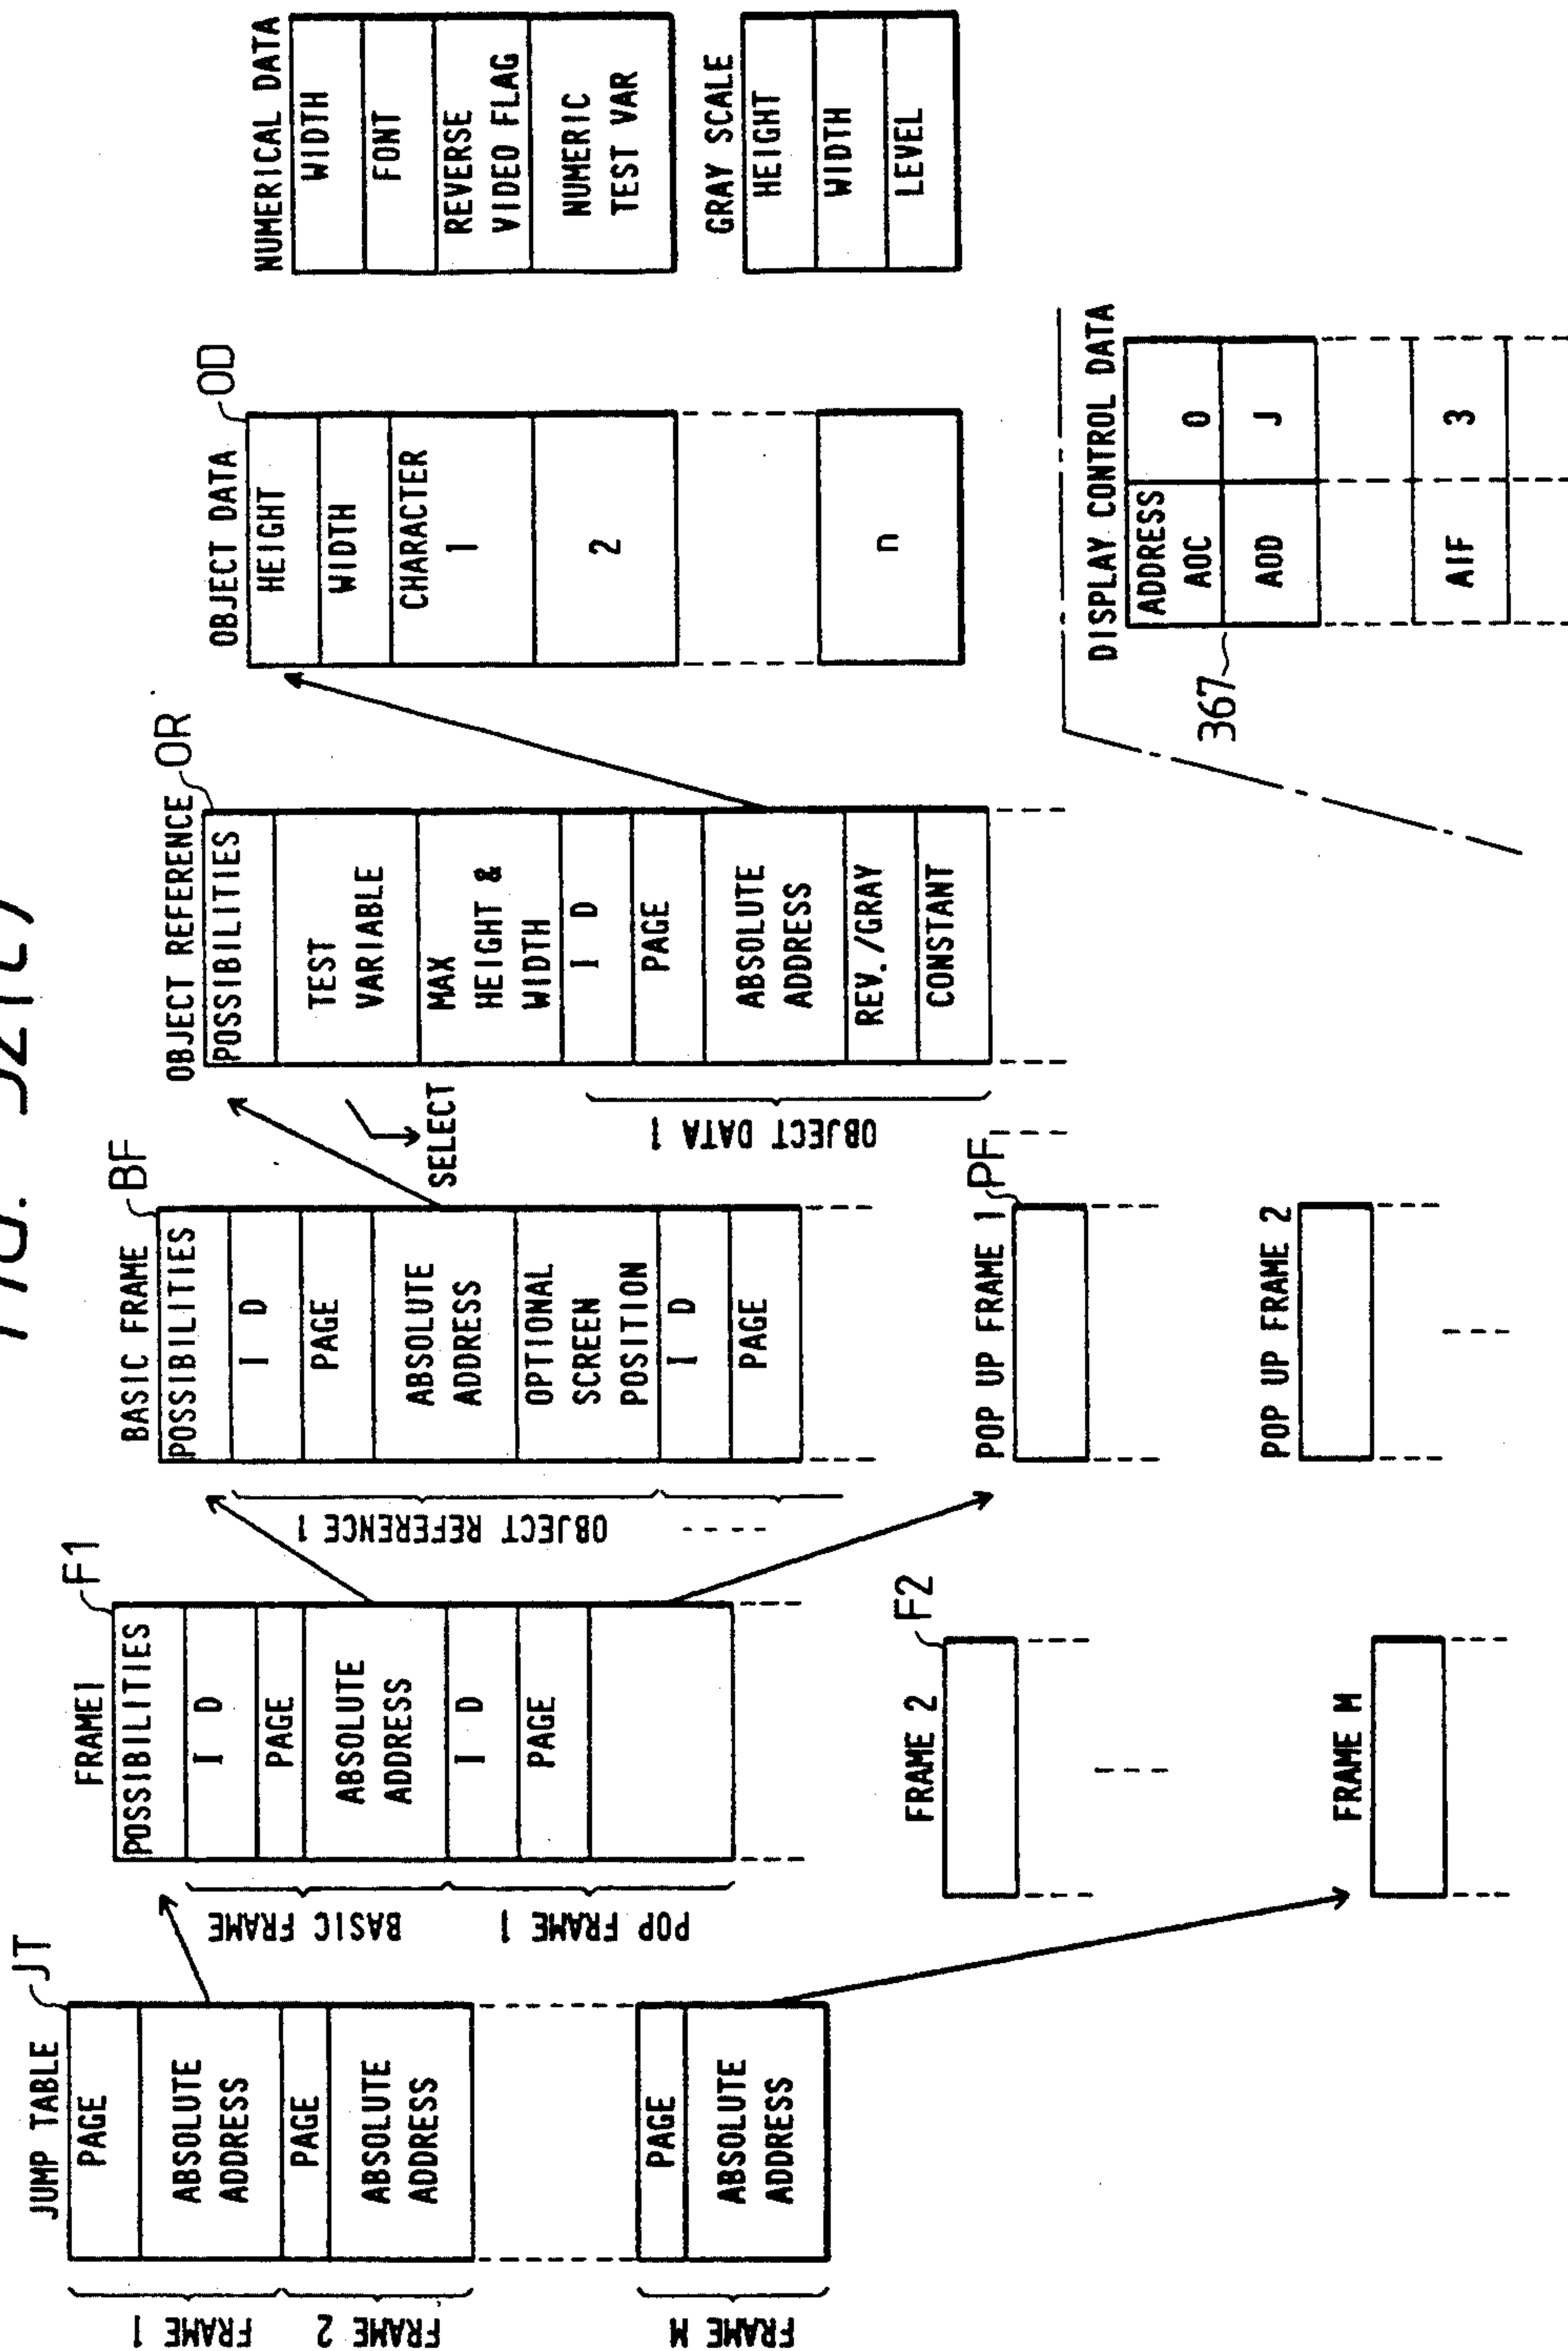 JUMP TABLE
JT
PAGE
ABSOLUTE
ADDRESS
PAGE
ABSOLUTE
ADDRESS
PAGE
ABSOLUTE
ADDRESS
FRAME 1
FRAME 2
FRAME M
FRAME1
F1
POSSIBILITIES
I D
PAGE
ABSOLUTE
ADDRESS
I D
PAGE
BASIC FRAME
POP FRAME 1
FRAME 2
F2
FRAME M
BASIC FRAME
BF
POSSIBILITIES
I D
PAGE
ABSOLUTE
ADDRESS
OPTIONAL
SCREEN
POSITION
I D
PAGE
OBJECT REFERENCE 1
POP UP FRAME 1
PF
POP UP FRAME 2
SELECT
OBJECT REFERENCE
OR
POSSIBILITIES
TEST
VARIABLE
MAX
HEIGHT &
WIDTH
I D
PAGE
ABSOLUTE
ADDRESS
REV./GRAY
CONSTANT
OBJECT DATA 1
OBJECT DATA
OD
HEIGHT
WIDTH
CHARACTER
1
2
n
NUMERICAL DATA
WIDTH
FONT
REVERSE
VIDEO FLAG
NUMERIC
TEST VAR
GRAY SCALE
HEIGHT
WIDTH
LEVEL
DISPLAY CONTROL DATA
367
ADDRESS
AOC 0
AOD J
AIF 3